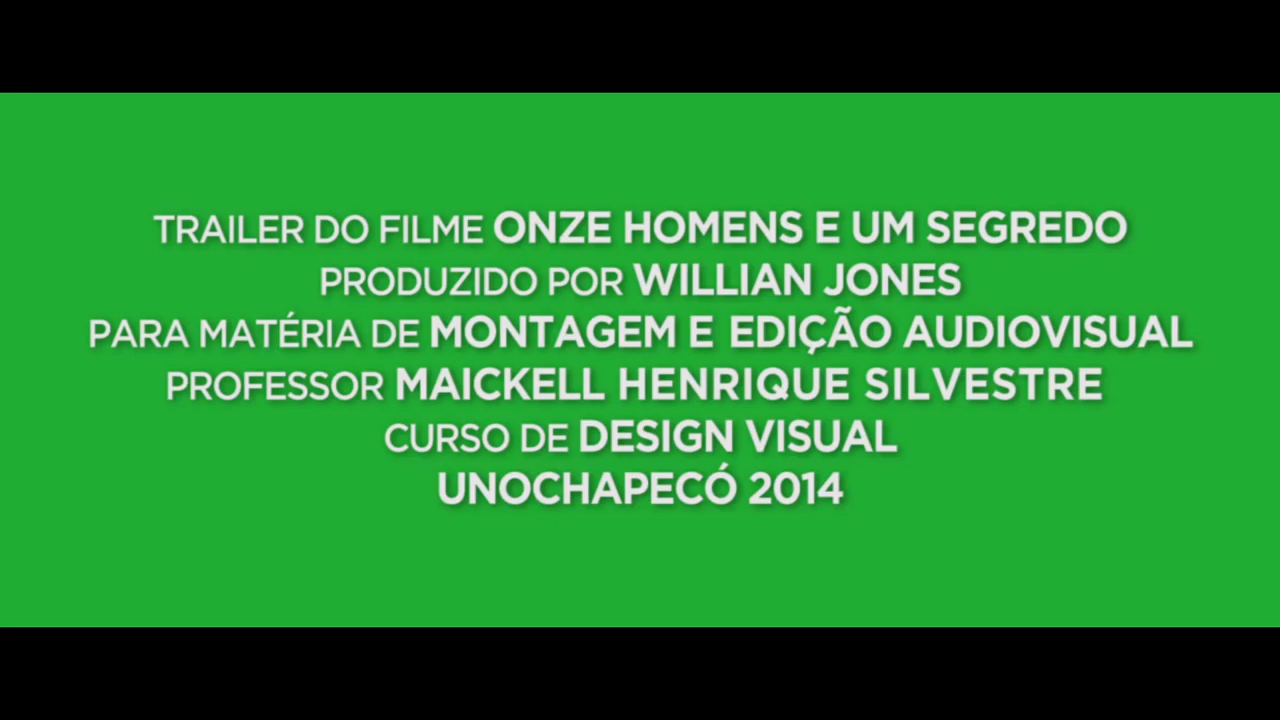 TRAILER DO FILME ONZE HOMENS E UM SEGREDO
PRODUZIDO POR WILLIAN JONES
PARA MATÉRIA DE MONTAGEM E EDIÇÃO AUDIOVISUAL
PROFESSOR MAICKELL HENRIQUE SILVESTRE
CURSO DE DESIGN VISUAL
UNOCHAPECÓ 2014